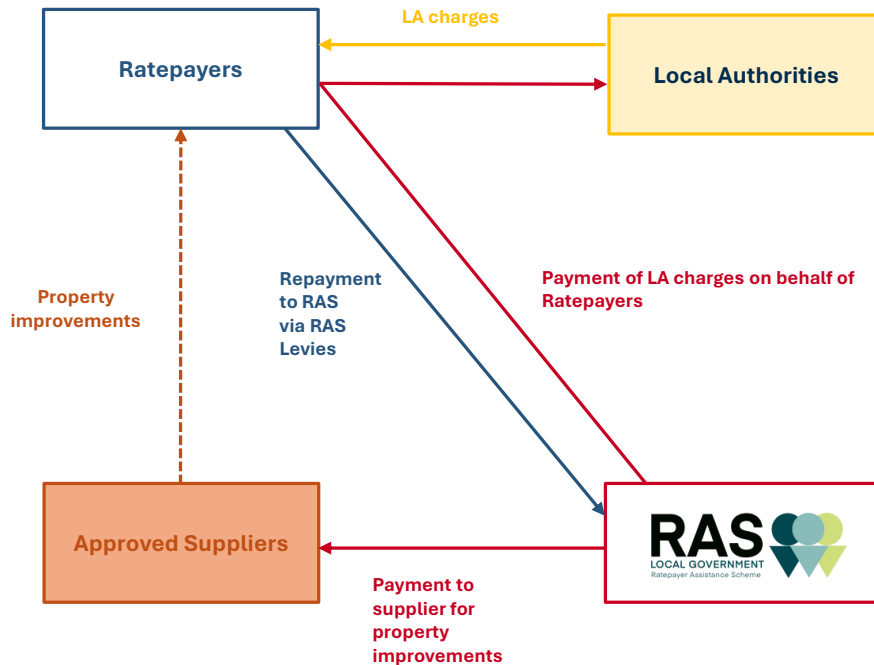 LA charges
Ratepayers
Local Authorities
Repayment
to RAS
via RAS
Levies
Payment of LA charges on behalf of
Ratepayers
Property
improvements
Approved Suppliers
RAS
LOCAL GOVERNMENT
Ratepayer Assistance Scheme
Payment to
supplier for
property
improvements